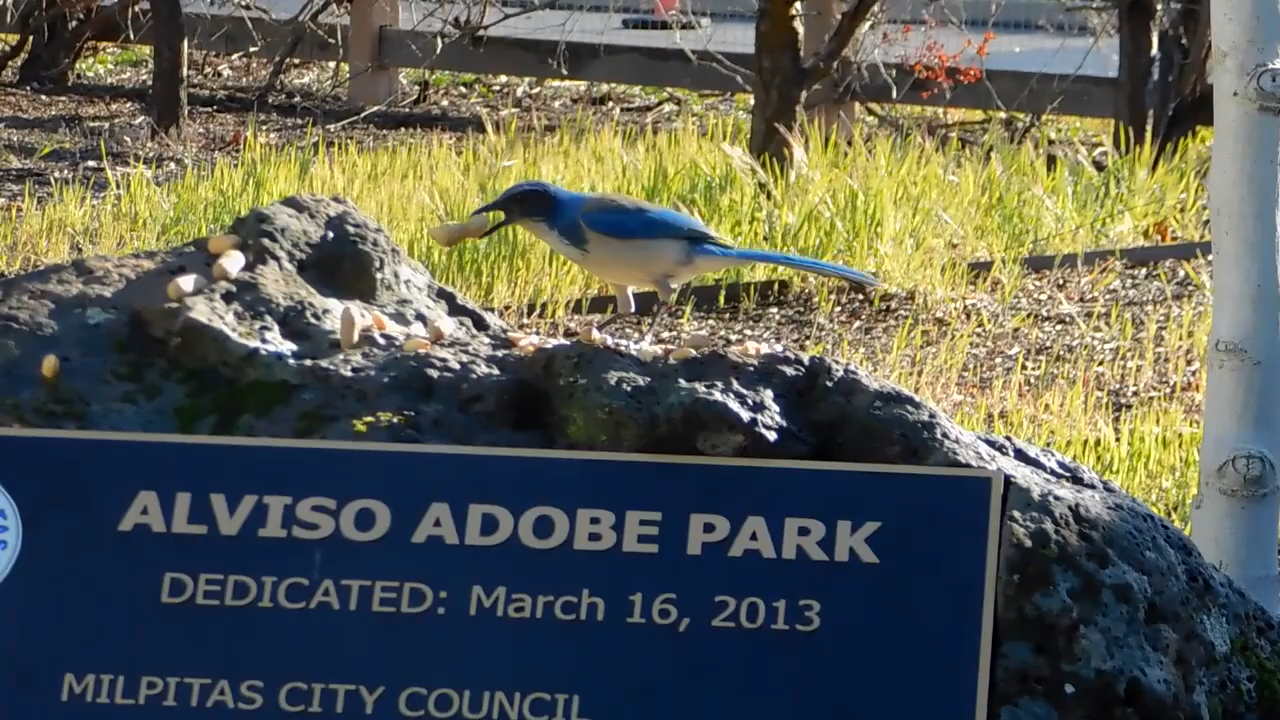 ALVISO ADOBE PARK
DEDICATED: March 16, 2013
MILPITAS CITY COUNCIL